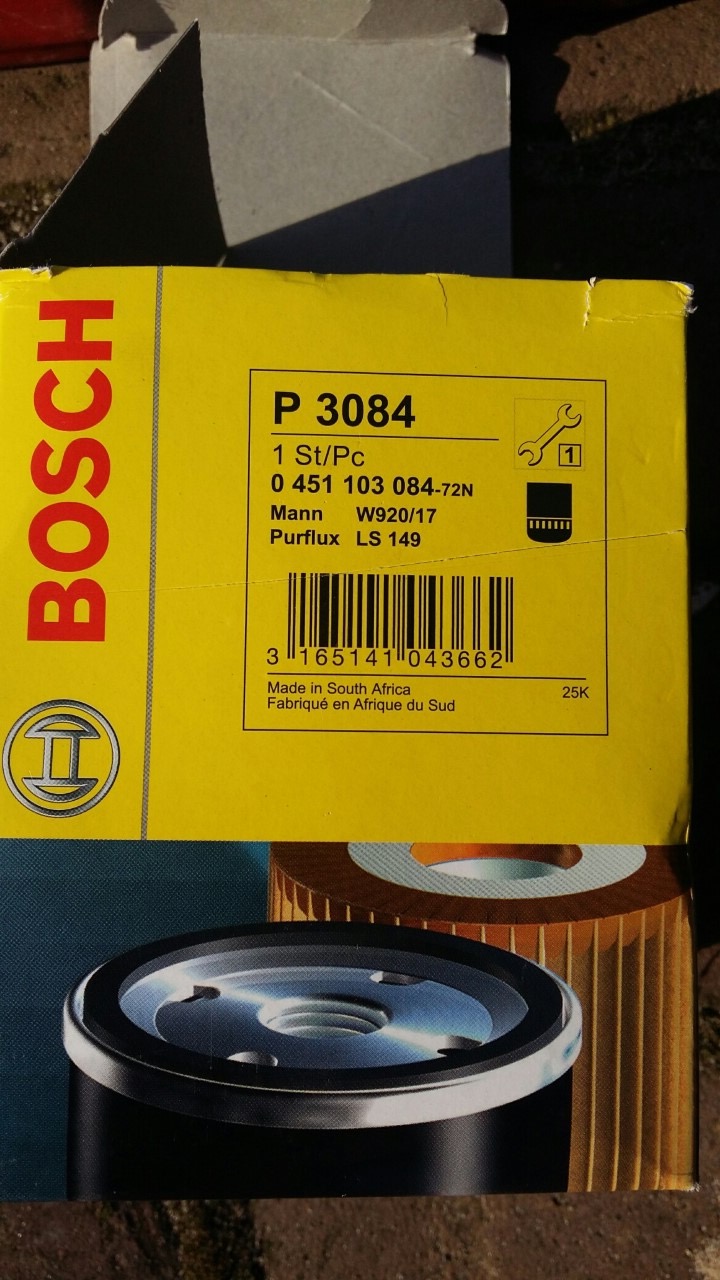 BOSCH
P 3084
1 St/Pc
0 451 103 084-72N
Mann W920/17
Purflux LS 149
1
3 165141 043662
Made in South Africa 25K
Fabriqué en Afrique du Sud